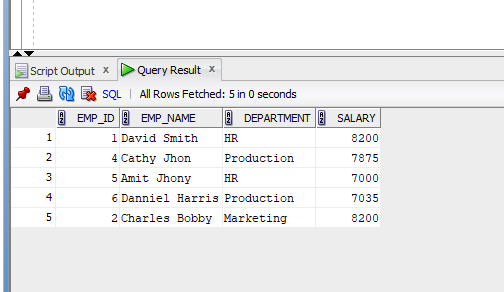 Script Output x Query Result x
SQL | All Rows Fetched: 5 in 0 seconds
EMP_ID EMP_NAME DEPARTMENT SALARY
1 1 David Smith HR 8200
2 4 Cathy Jhon Production 7875
3 5 Amit Jhony HR 7000
4 6 Danniel Harris Production 7035
5 2 Charles Bobby Marketing 8200